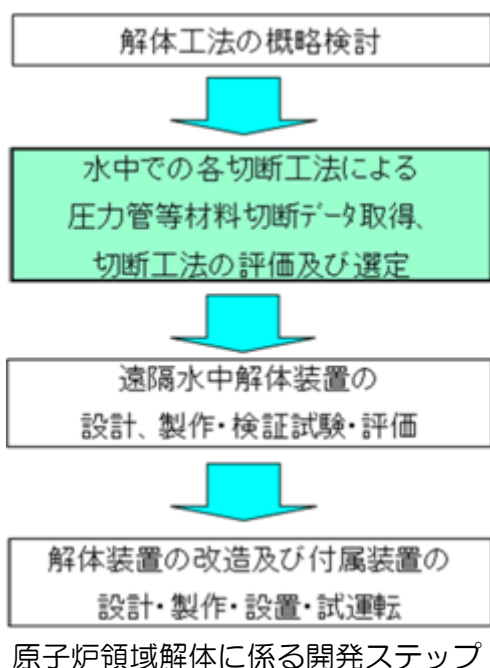 解体工法の概略検討
水中での各切断工法による
圧力管等材料切断ﾃﾞｰﾀ取得、
切断工法の評価及び選定
遠隔水中解体装置の
設計、製作・検証試験・評価
解体装置の改造及び付属装置の
設計・製作・設置・試運転
原子炉領域解体に係る開発ステップ